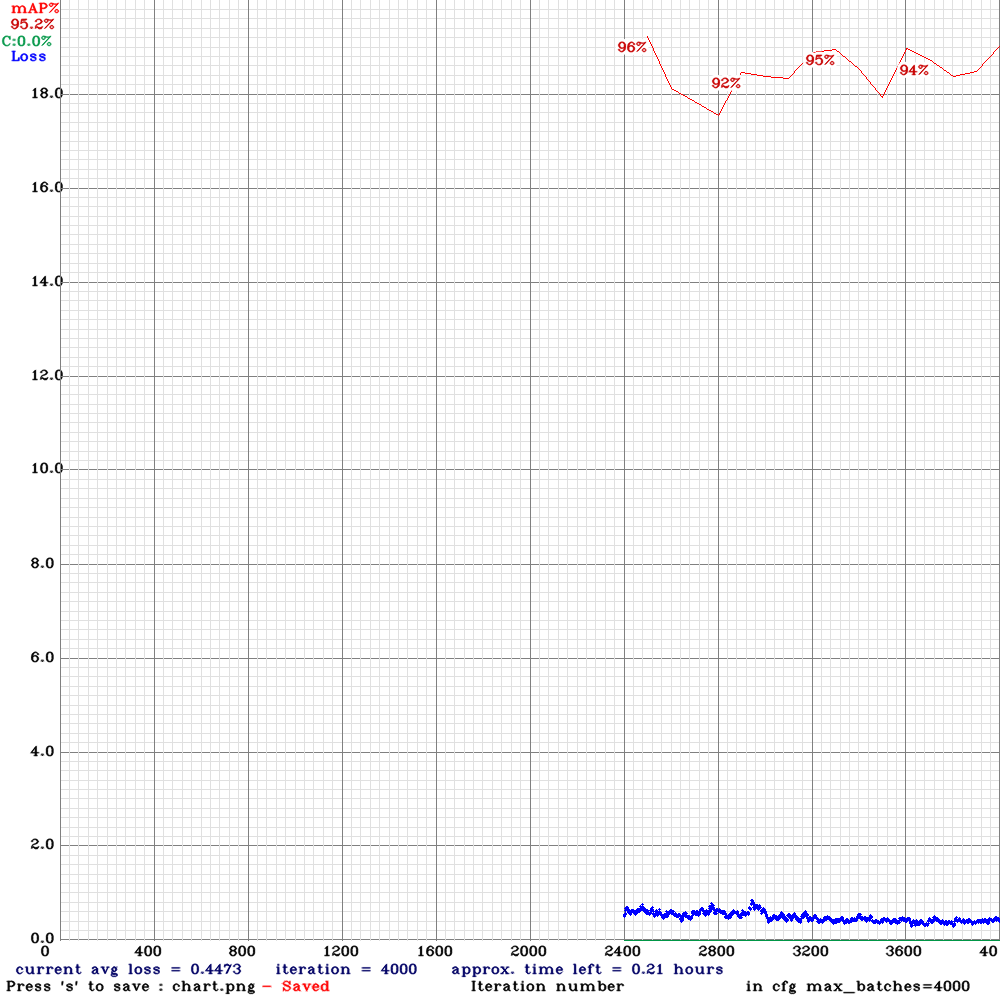 mAP%
95.2%
C:0.0%
Loss
96%
92%
95%
94%
18.0
16.0
14.0
12.0
10.0
8.0
6.0
4.0
2.0
0.0
0 400 800 1200 1600 2000 2400 2800 3200 3600 40
current avg loss = 0.4473 iteration = 4000 approx. time left = 0.21 hours
Press 's' to save : chart.png - Saved Iteration number in cfg max_batches=4000